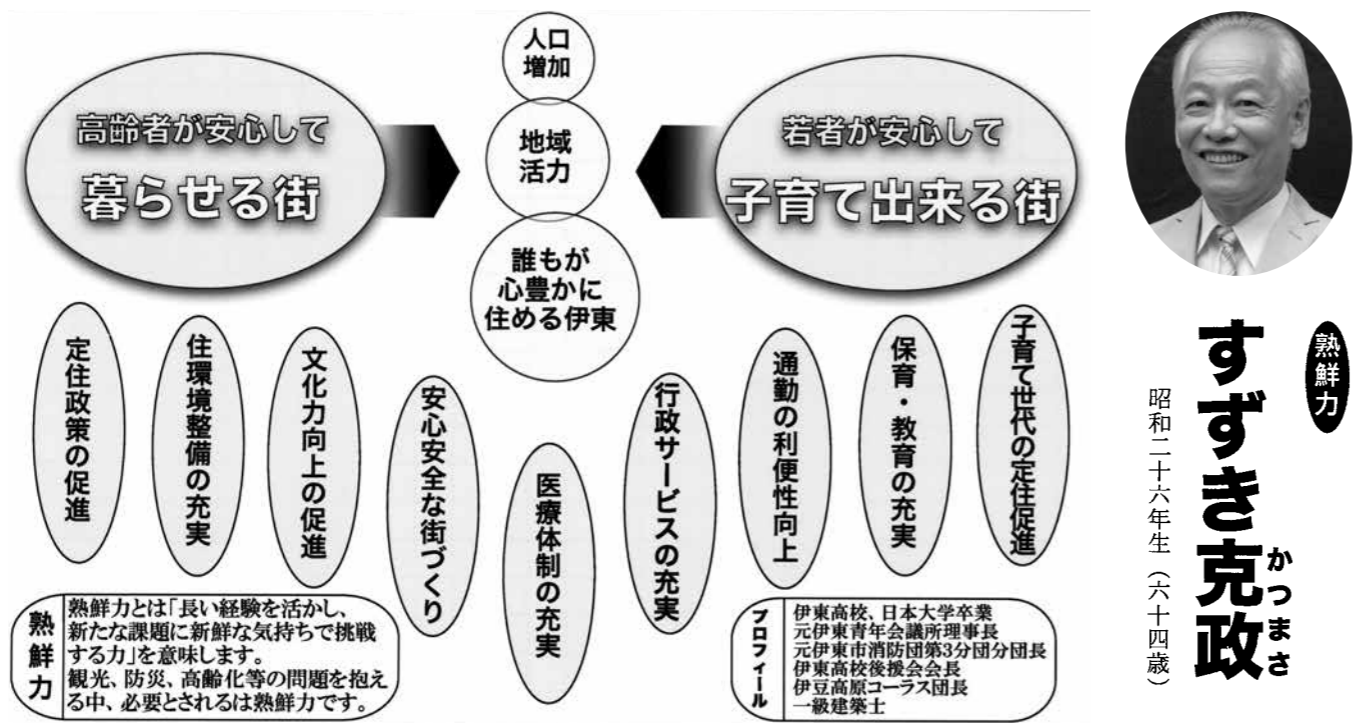 熟鮮力
すずき克政
かつまさ
昭和二十六年生（六十四歳）
人口
増加
地域
活力
誰もが
心豊かに
住める伊東
高齢者が安心して
暮らせる街
若者が安心して
子育て出来る街
定住政策の促進
住環境整備の充実
文化力向上の促進
安心安全な街づくり
医療体制の充実
行政サービスの充実
通勤の利便性向上
保育・教育の充実
子育て世代の定住促進
熟鮮力
熟鮮力とは「長い経験を活かし、
新たな課題に新鮮な気持ちで挑戦
する力」を意味します。
観光、防災、高齢化等の問題を抱え
る中、必要とされるは熟鮮力です。
プロフィール
伊東高校、日本大学卒業
元伊東青年会議所理事長
元伊東市消防団第3分団分団長
伊東高校後援会会長
伊豆高原コーラス団長
一級建築士